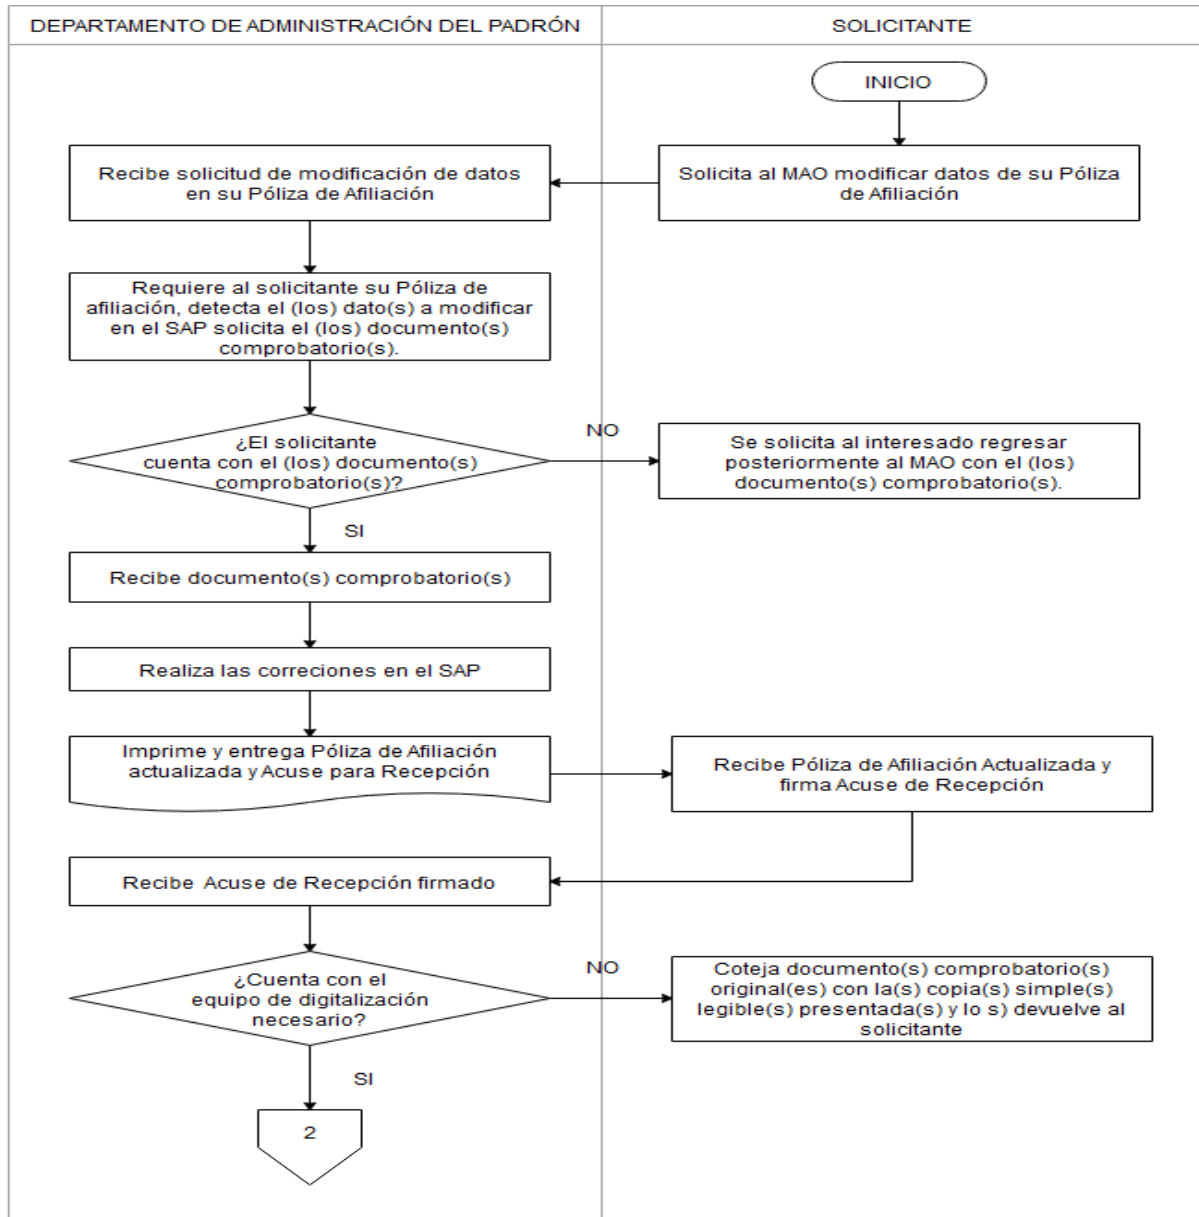 DEPARTAMENTO DE ADMINISTRACIÓN DEL PADRÓN
SOLICITANTE
INICIO
Solicita al MAO modificar datos de su Póliza
de Afiliación
Recibe solicitud de modificación de datos
en su Póliza de Afiliación
Requiere al solicitante su Póliza de
afiliación, detecta el (los) dato(s) a modificar
en el SAP solicita el (los) documento(s)
comprobatorio(s).
¿El solicitante
cuenta con el (los) documento(s)
comprobatorio(s)?
NO
Se solicita al interesado regresar
posteriormente al MAO con el (los)
documento(s) comprobatorio(s).
SI
Recibe documento(s) comprobatorio(s)
Realiza las correciones en el SAP
Imprime y entrega Póliza de Afiliación
actualizada y Acuse para Recepción
Recibe Póliza de Afiliación Actualizada y
firma Acuse de Recepción
Recibe Acuse de Recepción firmado
¿Cuenta con el
equipo de digitalización
necesario?
NO
Coteja documento(s) comprobatorio(s)
original(es) con la(s) copia(s) simple(s)
legible(s) presentada(s) y lo s) devuelve al
solicitante
SI
2